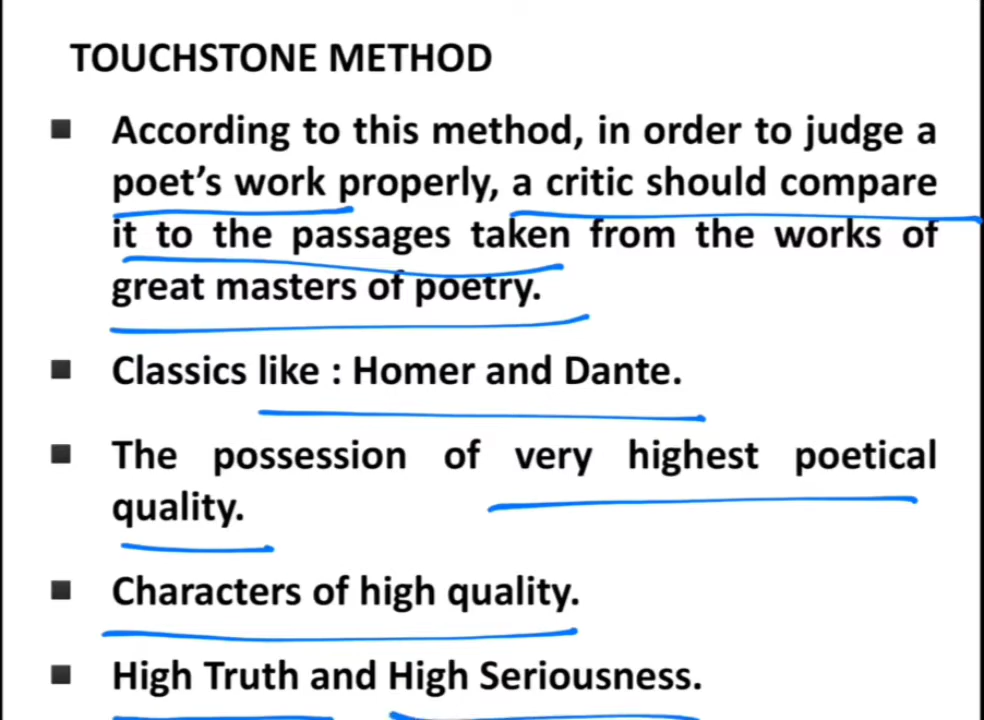 TOUCHSTONE METHOD
According to this method, in order to judge a
poet's work properly, a critic should compare
it to the passages taken from the works of
great masters of poetry.
Classics like : Homer and Dante.
The possession of very highest poetical
quality.
Characters of high quality.
High Truth and High Seriousness.